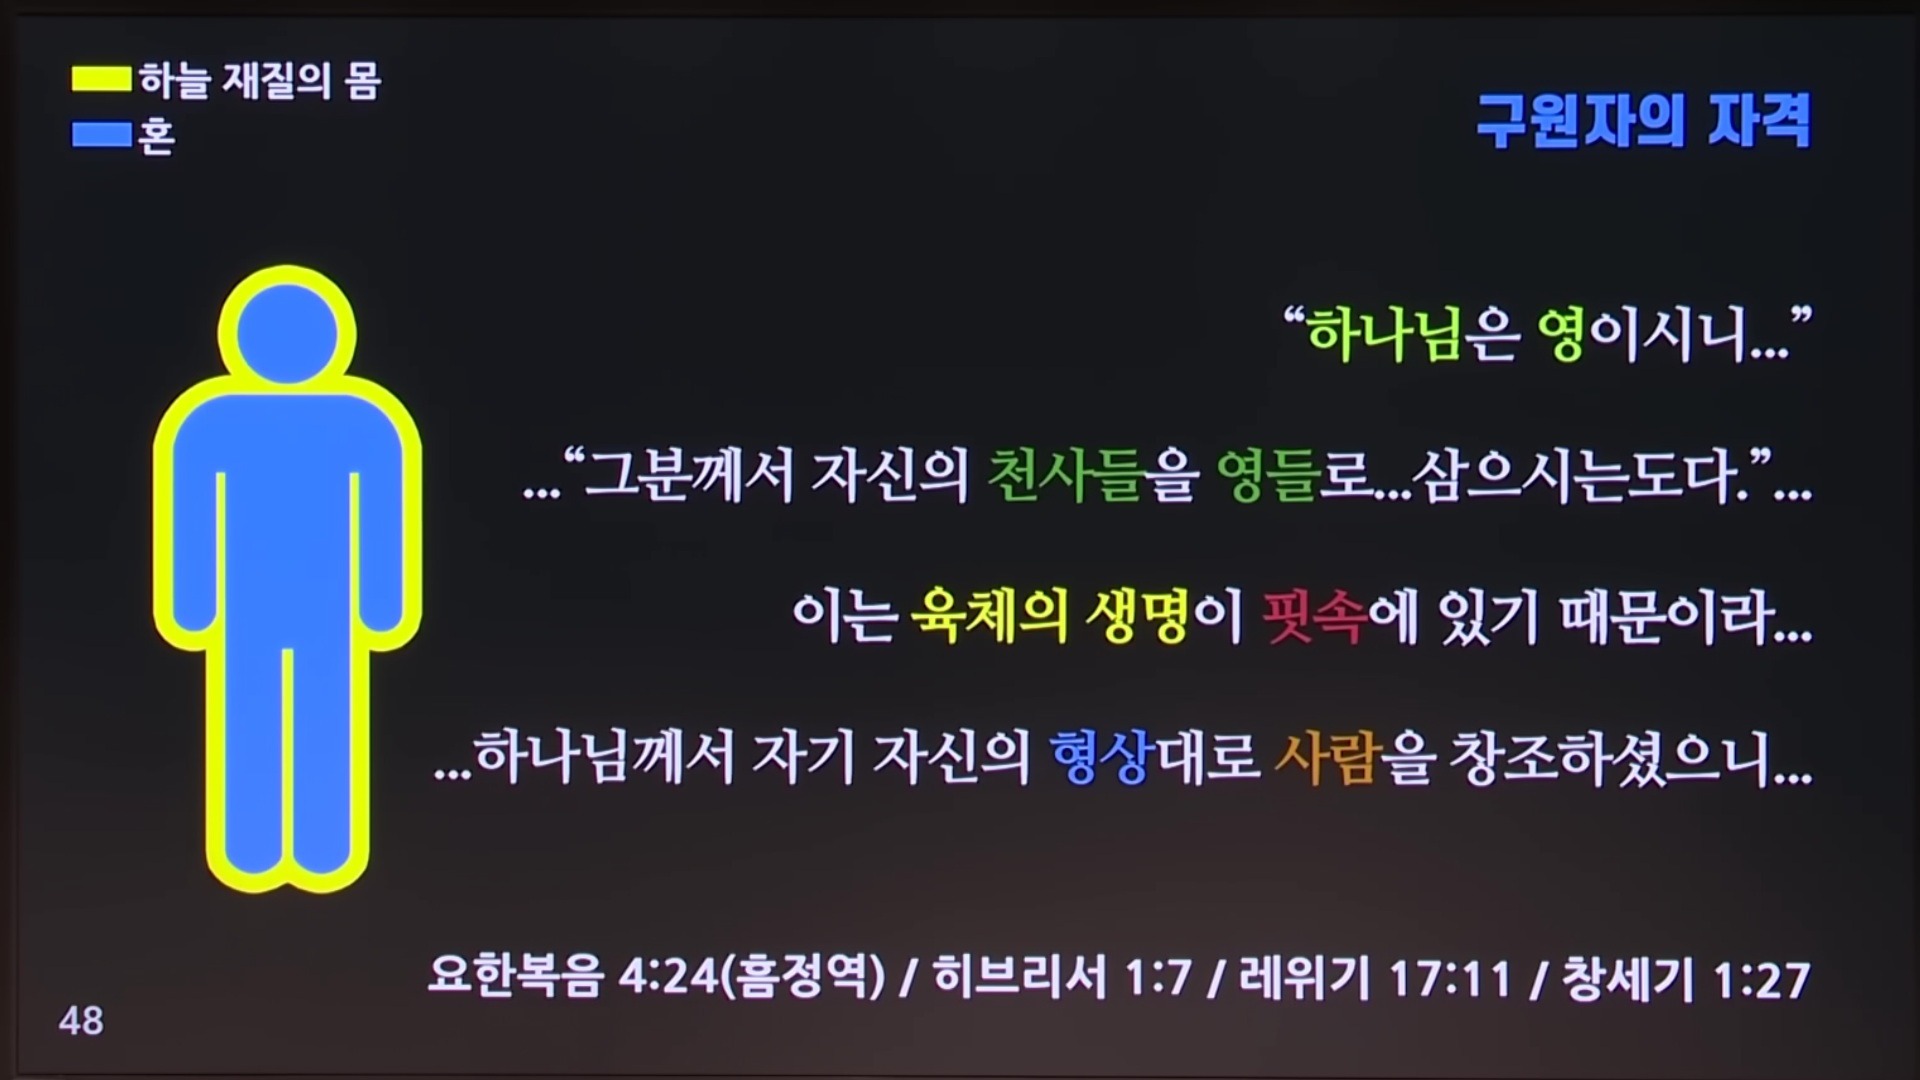 하늘 재질의 몸
혼
구원자의 자격
“하나님은 영이시니...”
...“그분께서 자신의 천사들을 영들로...삼으시는도다.”...
이는 육체의 생명이 핏속에 있기 때문이라...
...하나님께서 자기 자신의 형상대로 사람을 창조하셨으니...
요한복음 4:24(흠정역) / 히브리서 1:7 / 레위기 17:11 / 창세기 1:27
48